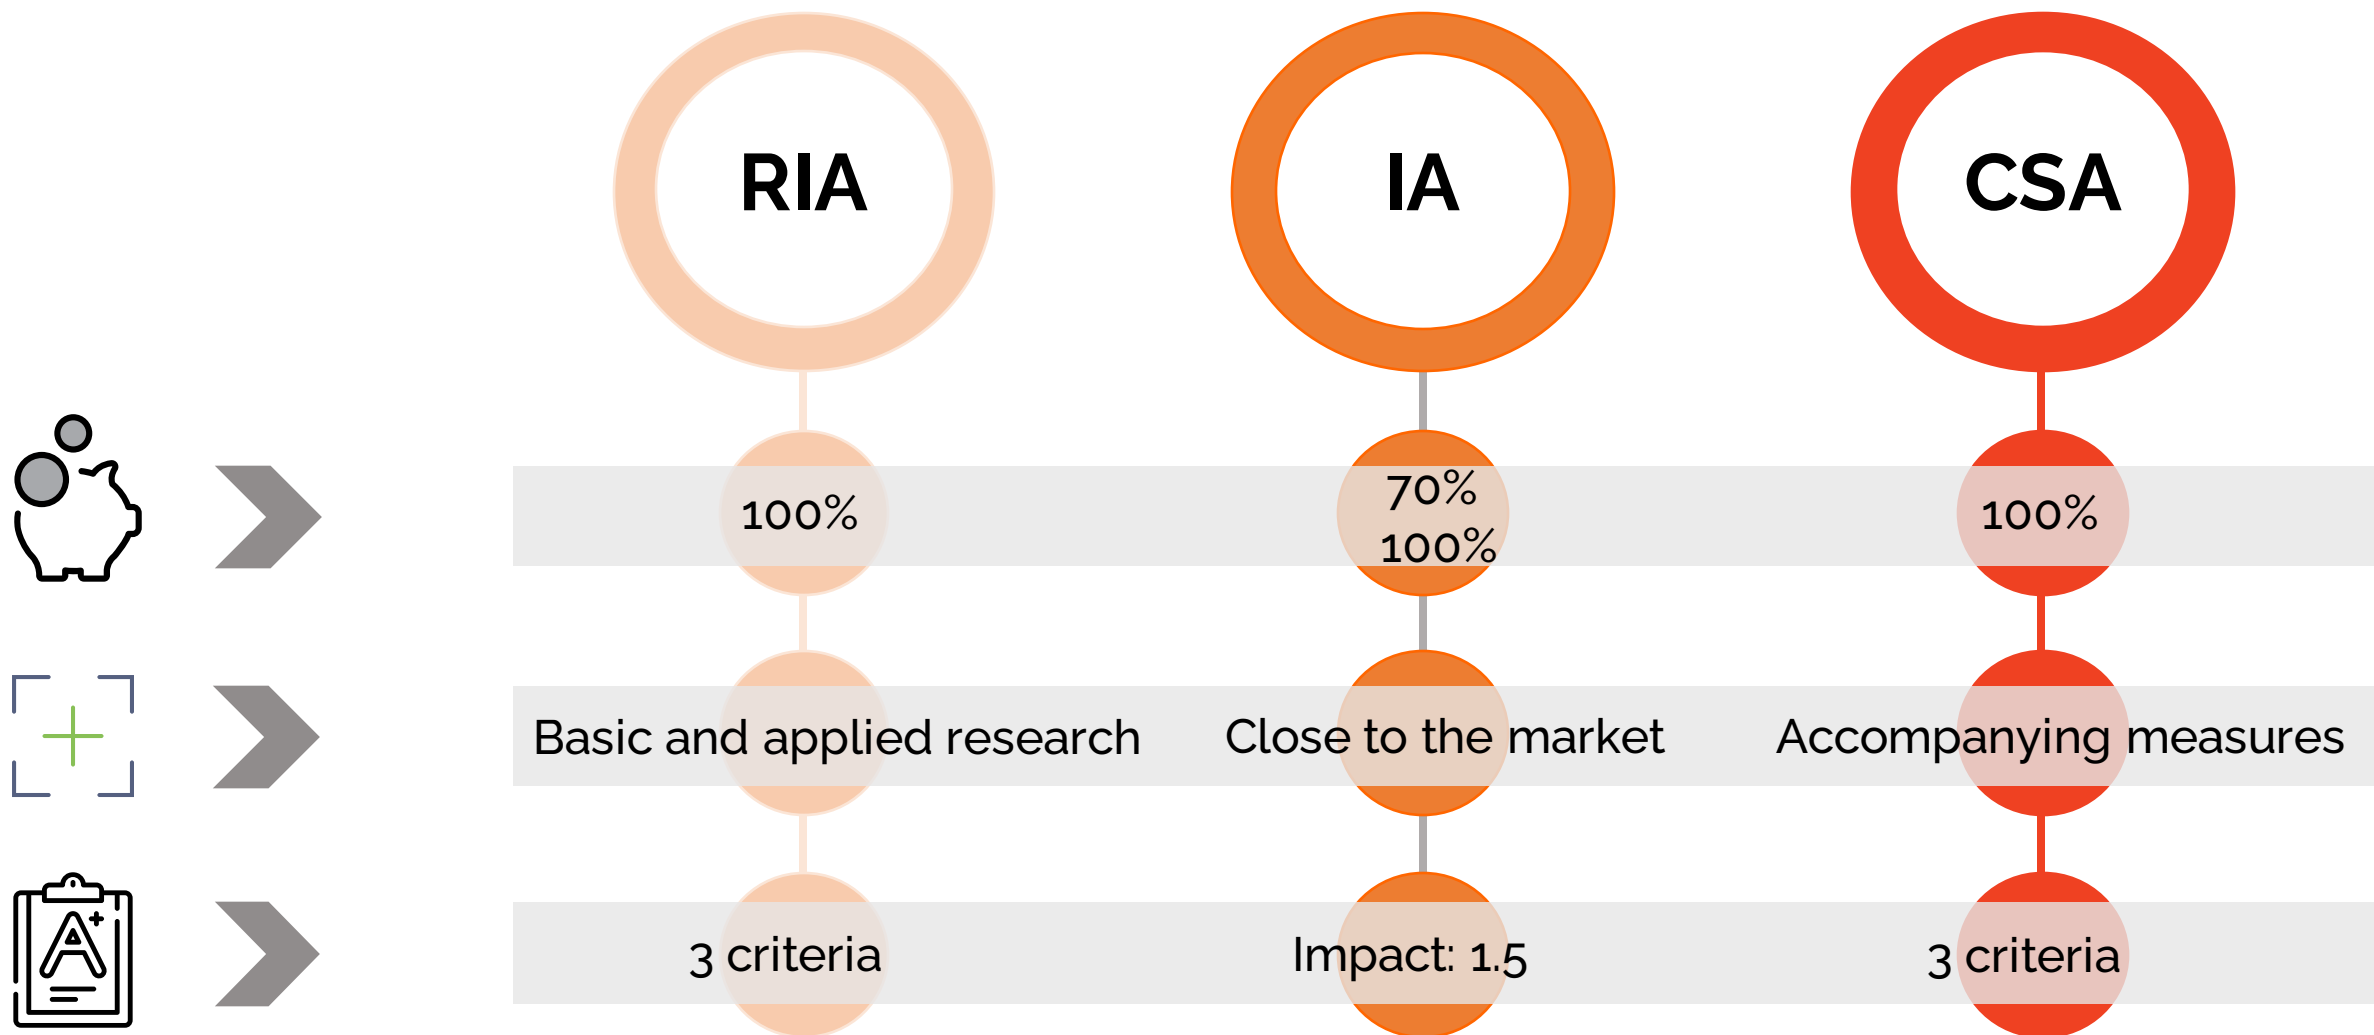 RIA
IA
CSA
100%
70%
100%
100%
Basic and applied research
Close to the market
Accompanying measures
A+
3 criteria
Impact: 1.5
3 criteria